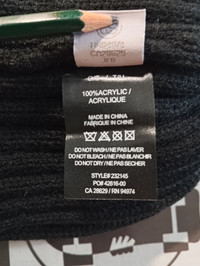 100%ACRYLIC /
ACRYLIQUE
MADE IN CHINA
FABRIQUE IN CHINE
DO NOT WASH / NE PAS LAVER
DO NOT BLEACH / NE PAS BLANCHIR
DO NOT DRY / NE PAS SECHER
STYLE# 232145
PO# 42616-00
CA 28629 / RN 94974